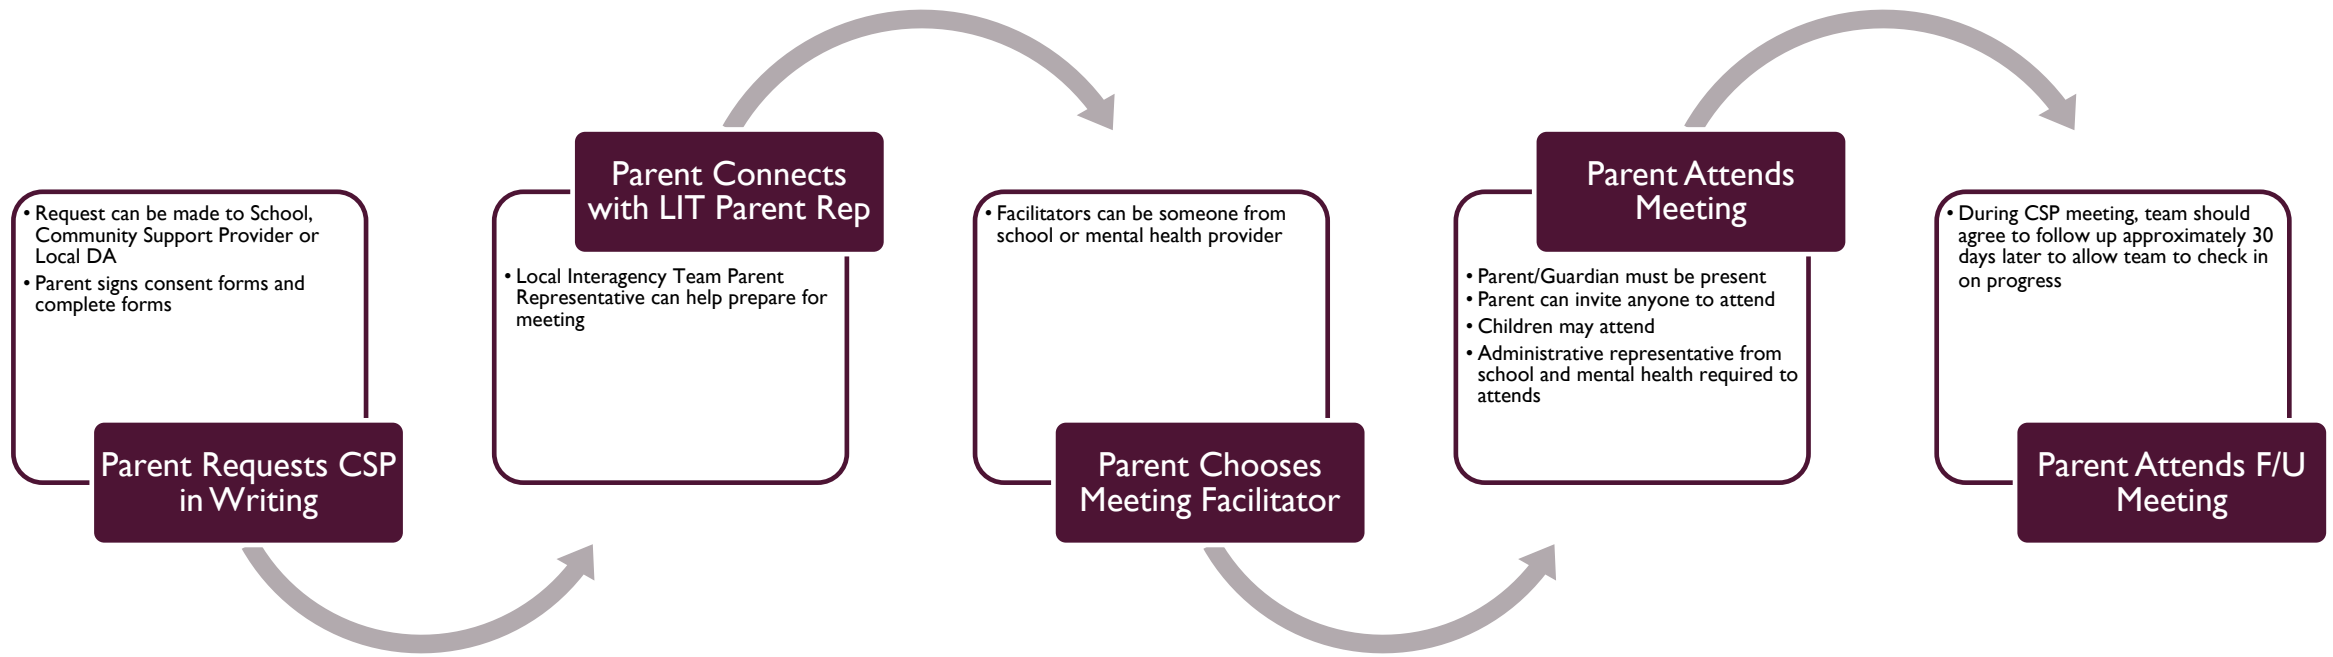 • Request can be made to School,
Community Support Provider or
Local DA
• Parent signs consent forms and
complete forms
Parent Requests CSP
in Writing
Parent Connects
with LIT Parent Rep
• Local Interagency Team Parent
Representative can help prepare for
meeting
• Facilitators can be someone from
school or mental health provider
Parent Chooses
Meeting Facilitator
Parent Attends
Meeting
• Parent/Guardian must be present
• Parent can invite anyone to attend
• Children may attend
• Administrative representative from
school and mental health required to
attends
• During CSP meeting, team should
agree to follow up approximately 30
days later to allow team to check in
on progress
Parent Attends F/U
Meeting